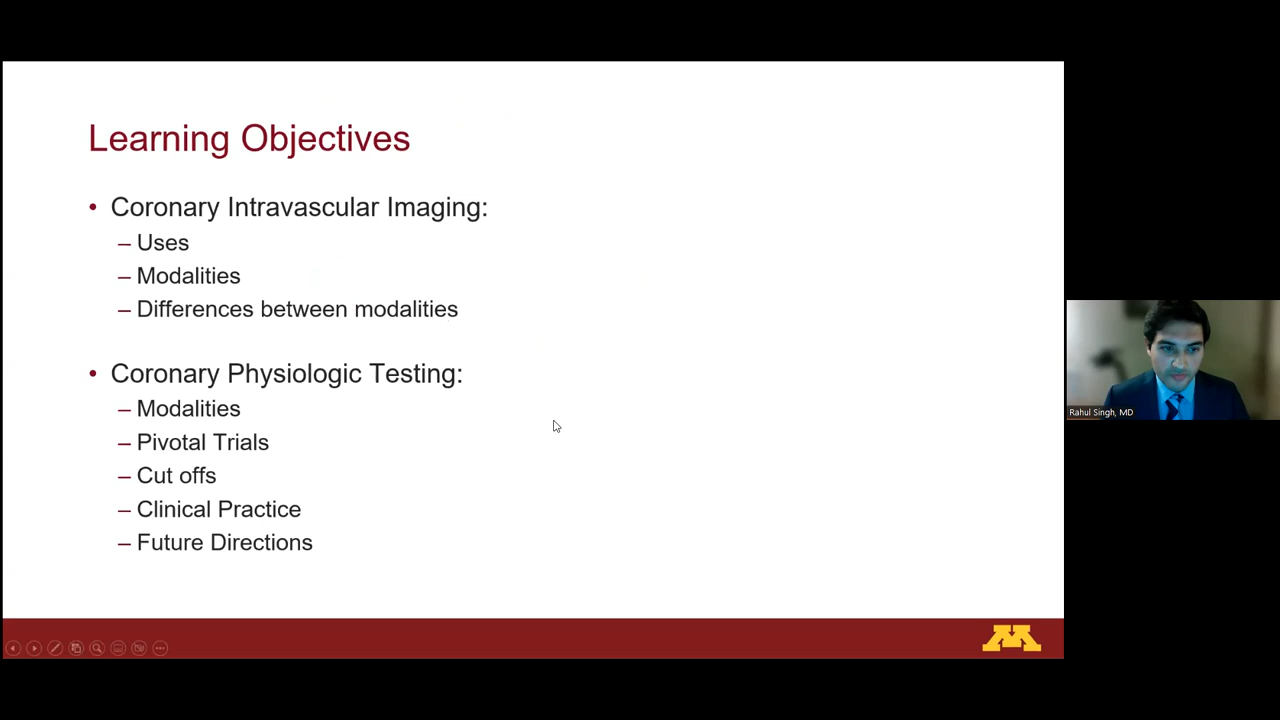 Learning Objectives
• Coronary Intravascular Imaging:
– Uses
– Modalities
– Differences between modalities
• Coronary Physiologic Testing:
– Modalities
– Pivotal Trials
– Cut offs
– Clinical Practice
– Future Directions
M
Rahul Singh, MD